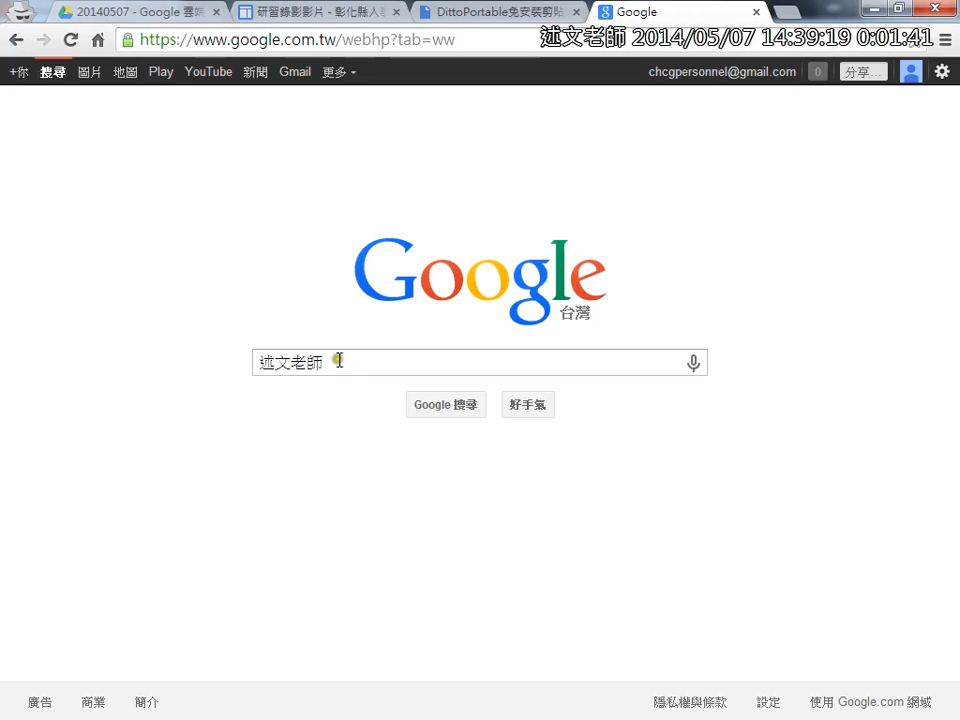 20140507 - Google 雲端
研習錄影影片 - 彰化縣人事
DittoPortable免安裝剪貼
Google
https://www.google.com.tw/webhp?tab=ww
述文老師 2014/05/07 14:39:19 0:01:41
+你 搜尋 圖片 地圖 Play YouTube 新聞 Gmail 更多
chcgpersonnel@gmail.com 0 分享...
Google
台灣
述文老師
Google 搜尋 好手氣
廣告 商業 簡介 隱私權與條款 設定 使用 Google.com 網域